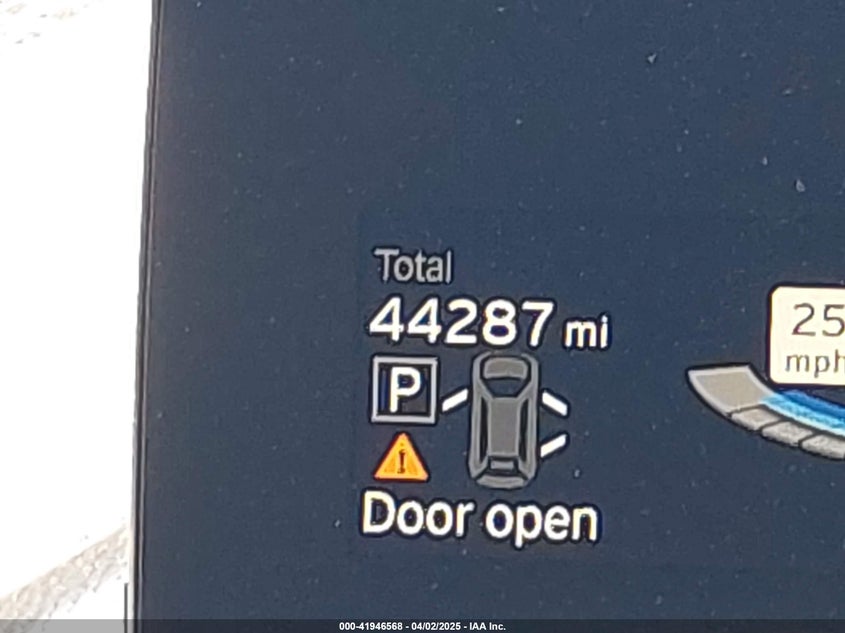 Total
44287 mi
P
25
mph
Door open
000-41946568 - 04/02/2025 - IAA Inc.